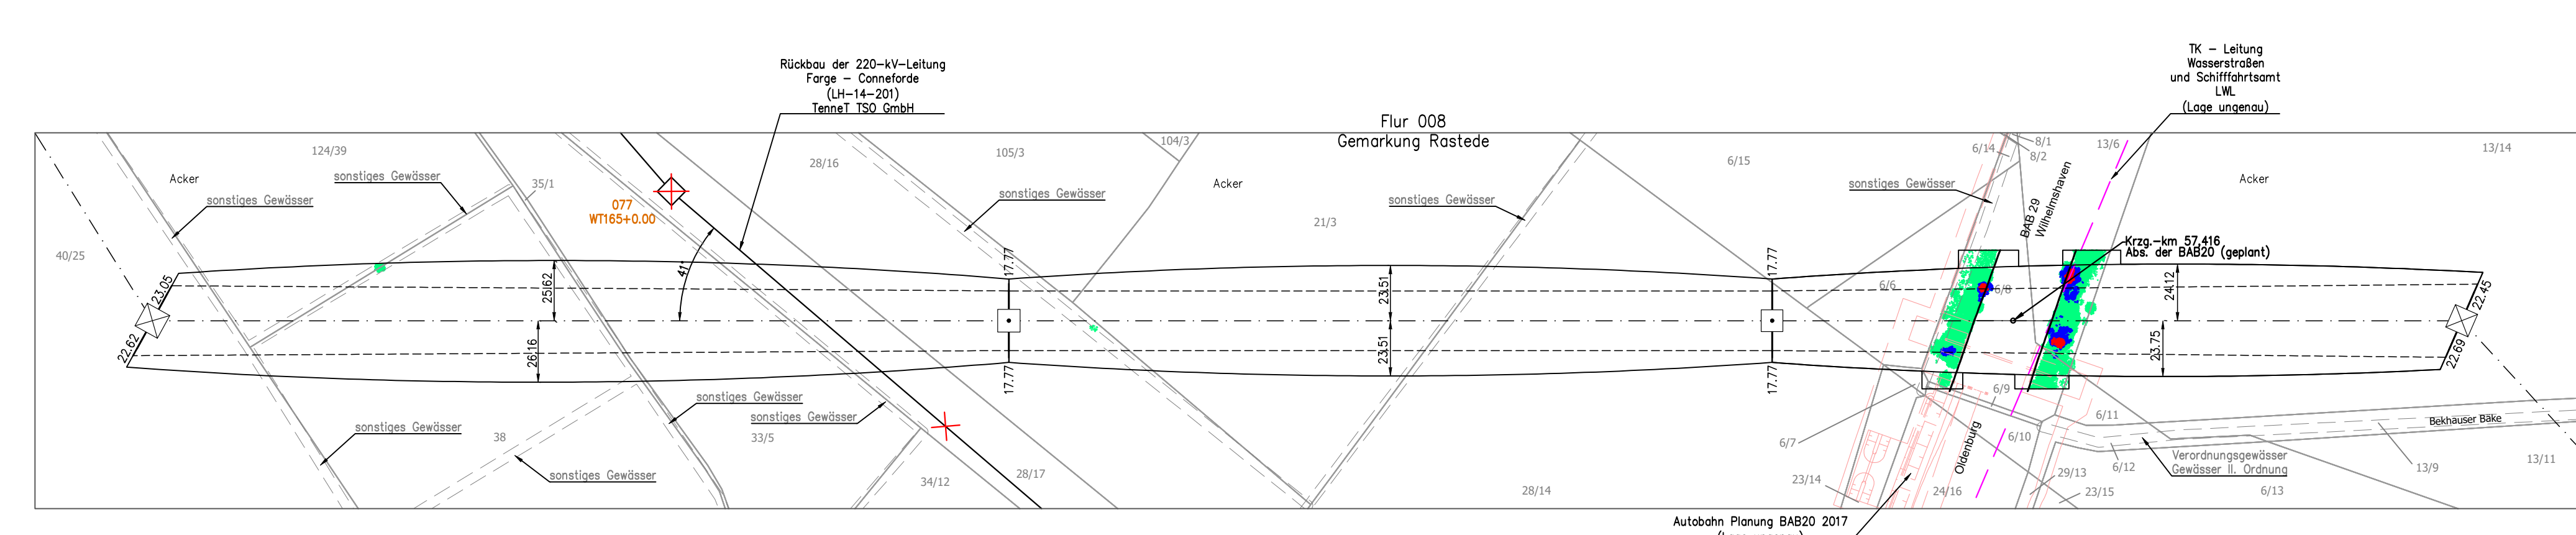 TK – Leitung
Wasserstraßen
und Schifffahrtsamt
LWL
(Lage ungenau)
Rückbau der 220–kV–Leitung
Farge – Conneforde
(LH–14–201)
TenneT TSO GmbH
Flur 008
Gemarkung Rastede
124/39
28/16
105/3
104/3
6/15
6/14
8/1
8/2
13/6
13/14
Acker
sonstiges Gewässer
sonstiges Gewässer
35/1
sonstiges Gewässer
Acker
sonstiges Gewässer
sonstiges Gewässer
Acker
077
WT165+0.00
21/3
BAB 29
Wilhelmshaven
40/25
Krzg.–km 57,416
Abs. der BAB20 (geplant)
41°
23.05
22.62
25.62
26.16
17.77
17.77
23.51
23.51
17.77
17.77
6/6
6/8
24.12
23.75
22.45
22.69
sonstiges Gewässer
sonstiges Gewässer
sonstiges Gewässer
sonstiges Gewässer
38
33/5
34/12
28/17
28/14
6/7
6/9
6/10
6/11
6/12
Oldenburg
Bekhauser Bäke
Verordnungsgewässer
Gewässer II. Ordnung
13/9
13/11
23/14
24/16
29/13
23/15
6/13
Autobahn Planung BAB20 2017